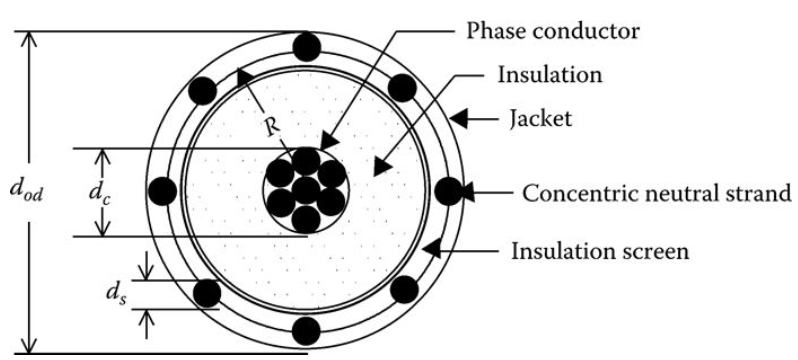 Phase conductor
Insulation
Jacket
R
d_od
d_c
Concentric neutral strand
Insulation screen
d_s